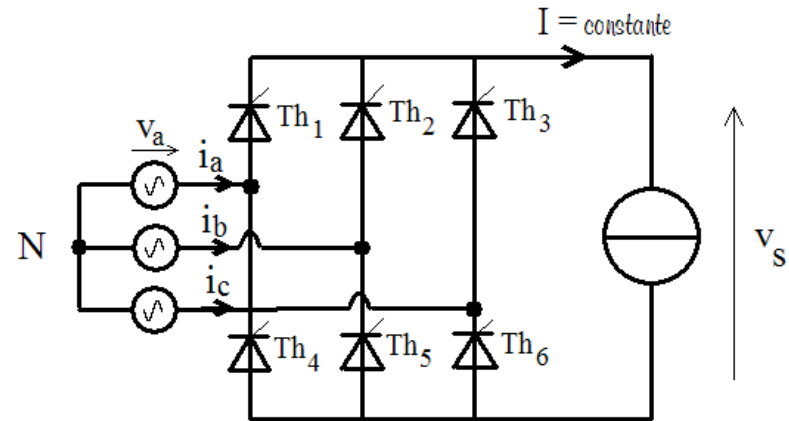 I = constante
Th1 Th2 Th3
va
ia
N
ib
vs
ic
Th4 Th5 Th6